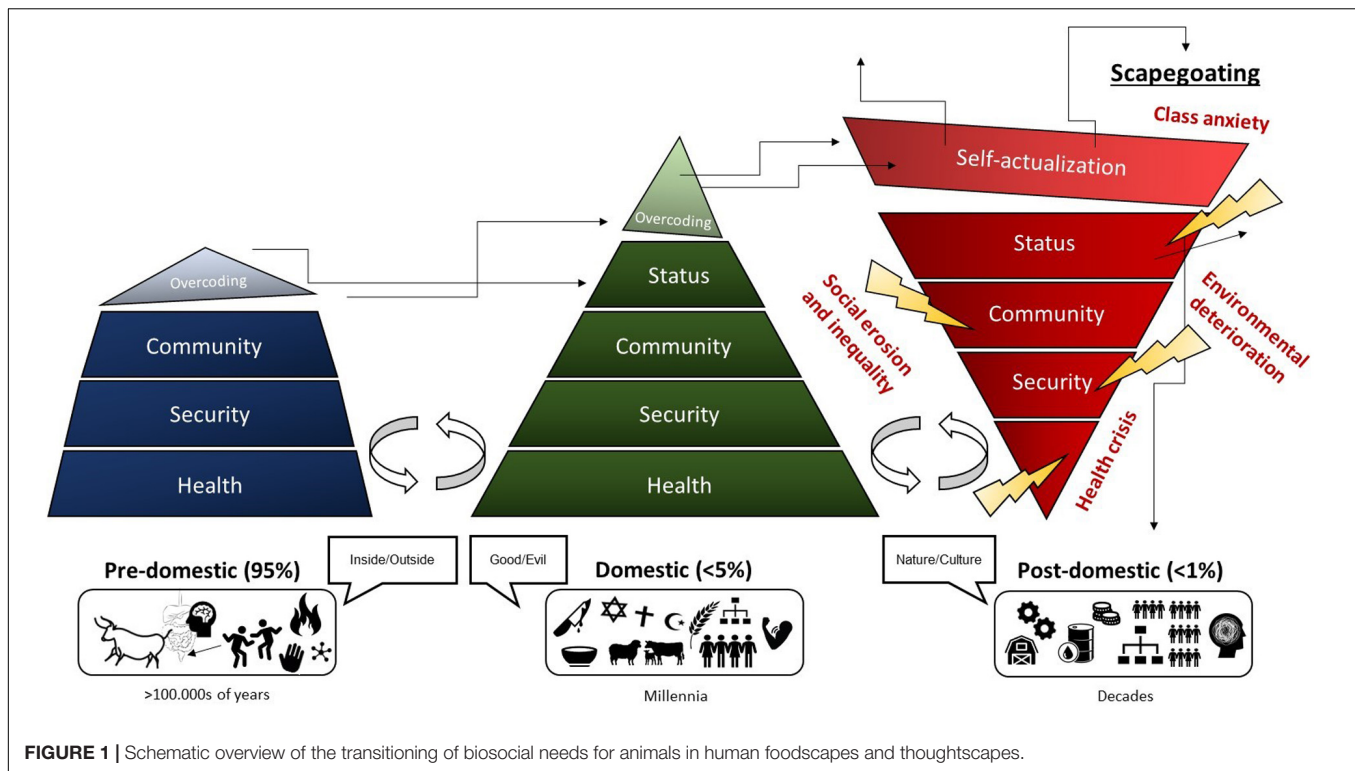 Scapegoating
Class anxiety
Self-actualization
Overcoding
Status
Community
Security
Health
Overcoding
Community
Security
Health
Status
Community
Security
Social erosion
and inequality
Environmental
deterioration
Health crisis
Inside/Outside
Good/Evil
Nature/Culture
Pre-domestic (95%)
Domestic (<5%)
Post-domestic (<1%)
>100.000s of years
Millennia
Decades
FIGURE 1 | Schematic overview of the transitioning of biosocial needs for animals in human foodscapes and thoughtscapes.